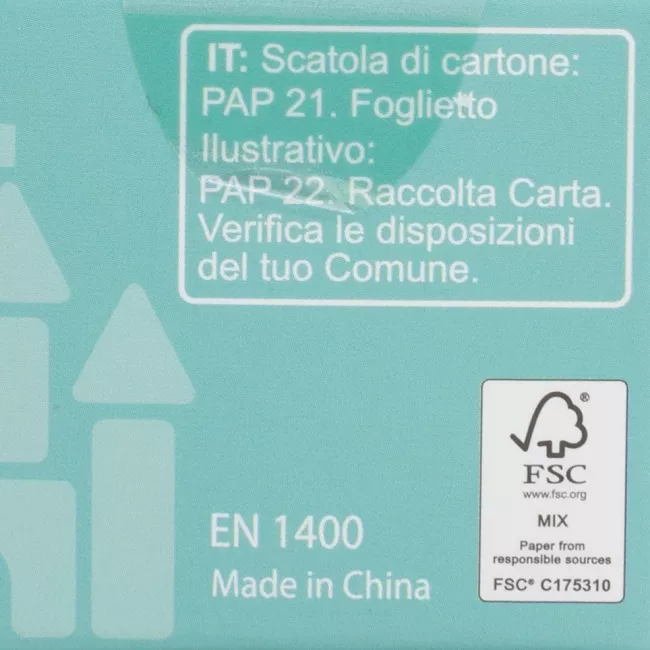 IT: Scatola di cartone:
PAP 21. Foglietto
Ilustrativo:
PAP 22. Raccolta Carta.
Verifica le disposizioni
del tuo Comune.
EN 1400
Made in China
®
FSC
www.fsc.org
MIX
Paper from
responsible sources
FSC® C175310